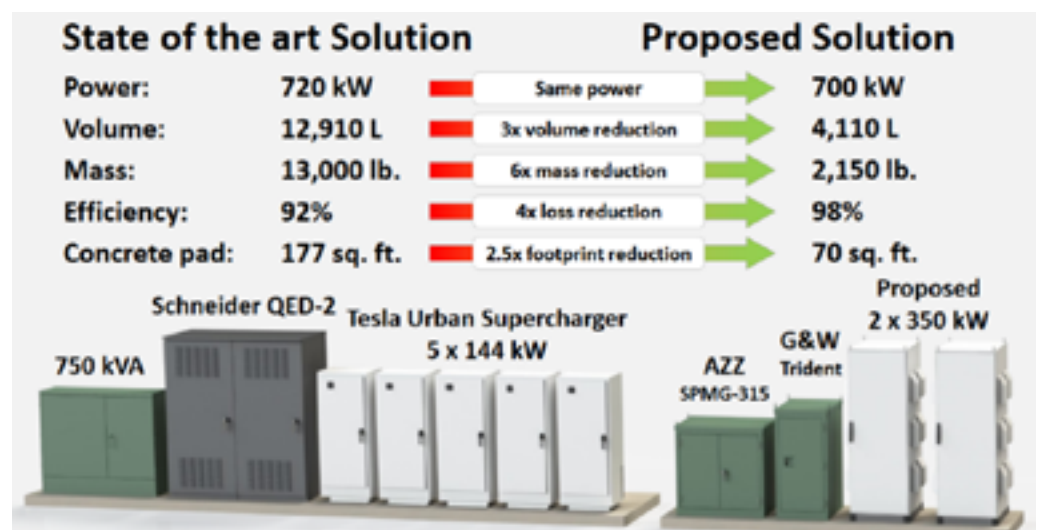 State of the art Solution Proposed Solution
Power: 720 kW Same power 700 kW
Volume: 12,910 L 3x volume reduction 4,110 L
Mass: 13,000 lb. 6x mass reduction 2,150 lb.
Efficiency: 92% 4x loss reduction 98%
Concrete pad: 177 sq. ft. 2.5x footprint reduction 70 sq. ft.
750 kVA
Schneider QED-2
Tesla Urban Supercharger
5 x 144 kW
AZZ
SPMG-315
G&W
Trident
Proposed
2 x 350 kW